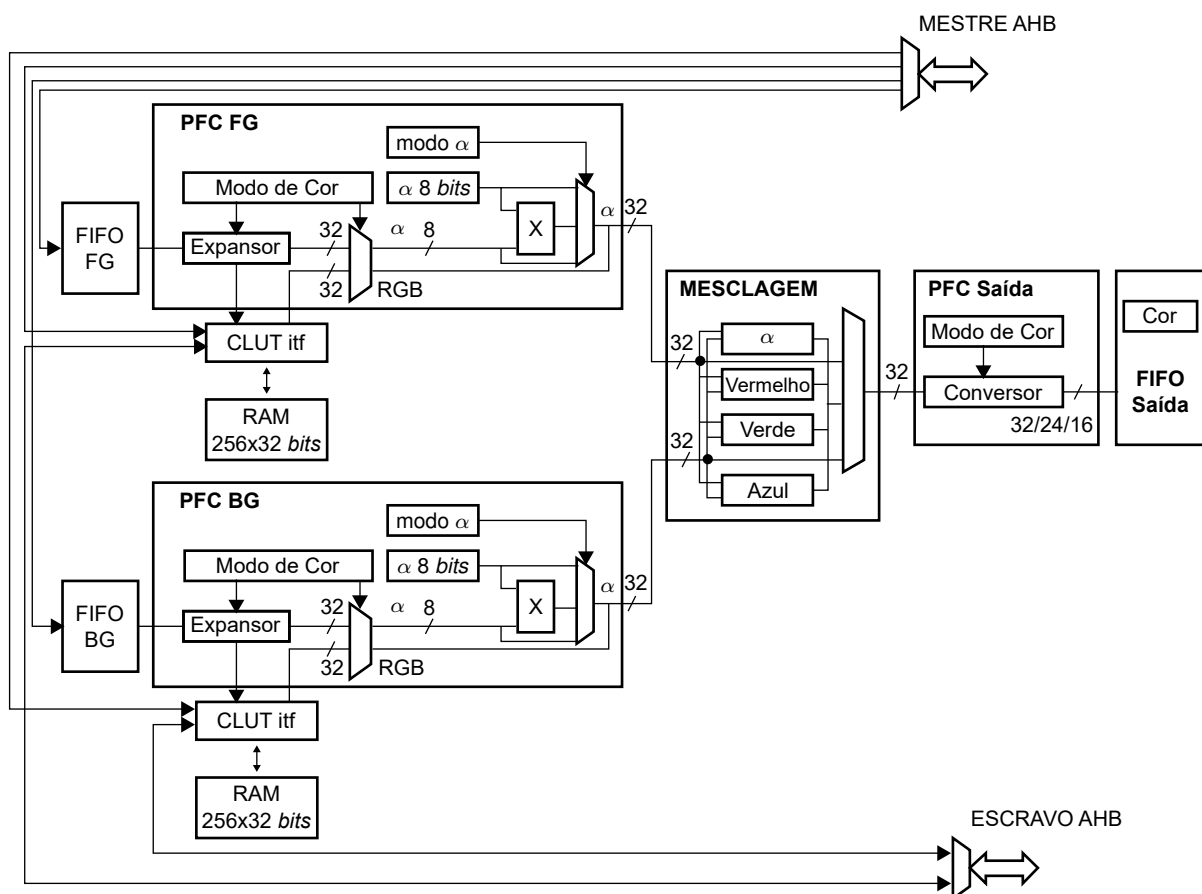 MESTRE AHB
PFC FG
modo α
Modo de Cor
α 8 bits
FIFO
FG
Expansor
32
α
8
X
α
32
32
RGB
CLUT itf
RAM
256x32 bits
MESCLAGEM
32
α
Vermelho
Verde
Azul
32
32
PFC Saída
Modo de Cor
Conversor
32/24/16
Cor
FIFO
Saída
PFC BG
modo α
Modo de Cor
α 8 bits
FIFO
BG
Expansor
32
α
8
X
α
32
32
RGB
CLUT itf
RAM
256x32 bits
ESCRAVO AHB